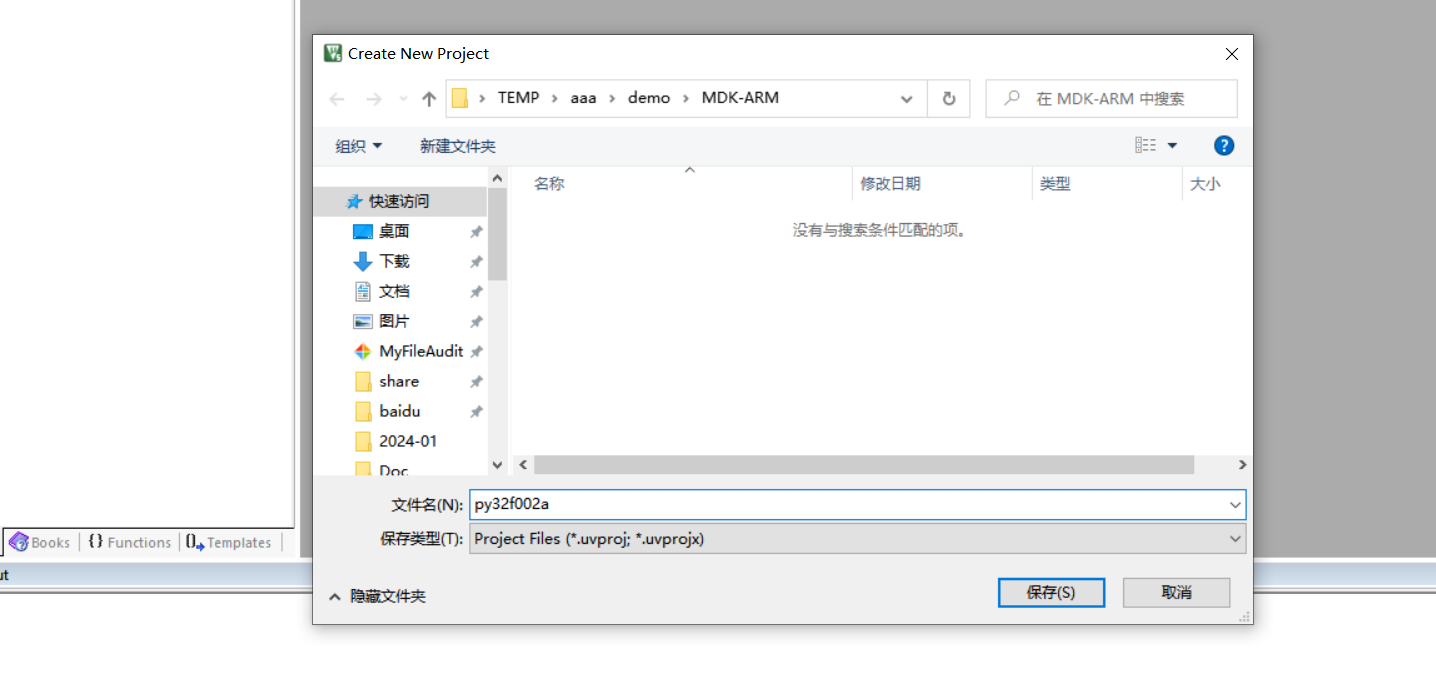 Create New Project
TEMP › aaa › demo › MDK-ARM
在 MDK-ARM 中搜索
组织
新建文件夹
名称
修改日期
类型
大小
快速访问
没有与搜索条件匹配的项。
桌面
下载
文档
图片
MyFileAudit
share
baidu
2024-01
Doc
文件名(N):
py32f002a
保存类型(T):
Project Files (*.uvproj; *.uvprojx)
Books
{} Functions
Templates
ut
隐藏文件夹
保存(S)
取消